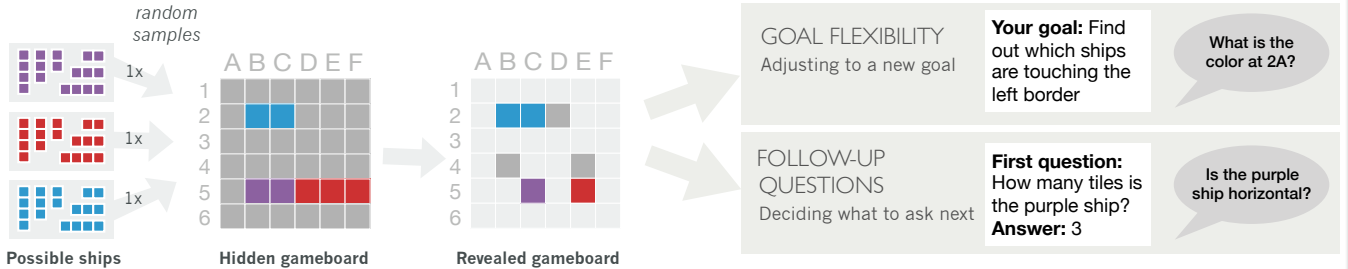 random
samples
1x
1x
1x
Possible ships
A B C D E F
1
2
3
4
5
6
Hidden gameboard
A B C D E F
1
2
3
4
5
6
Revealed gameboard
GOAL FLEXIBILITY
Adjusting to a new goal
Your goal: Find
out which ships
are touching the
left border
What is the
color at 2A?
FOLLOW-UP
QUESTIONS
Deciding what to ask next
First question:
How many tiles is
the purple ship?
Answer: 3
Is the purple
ship horizontal?